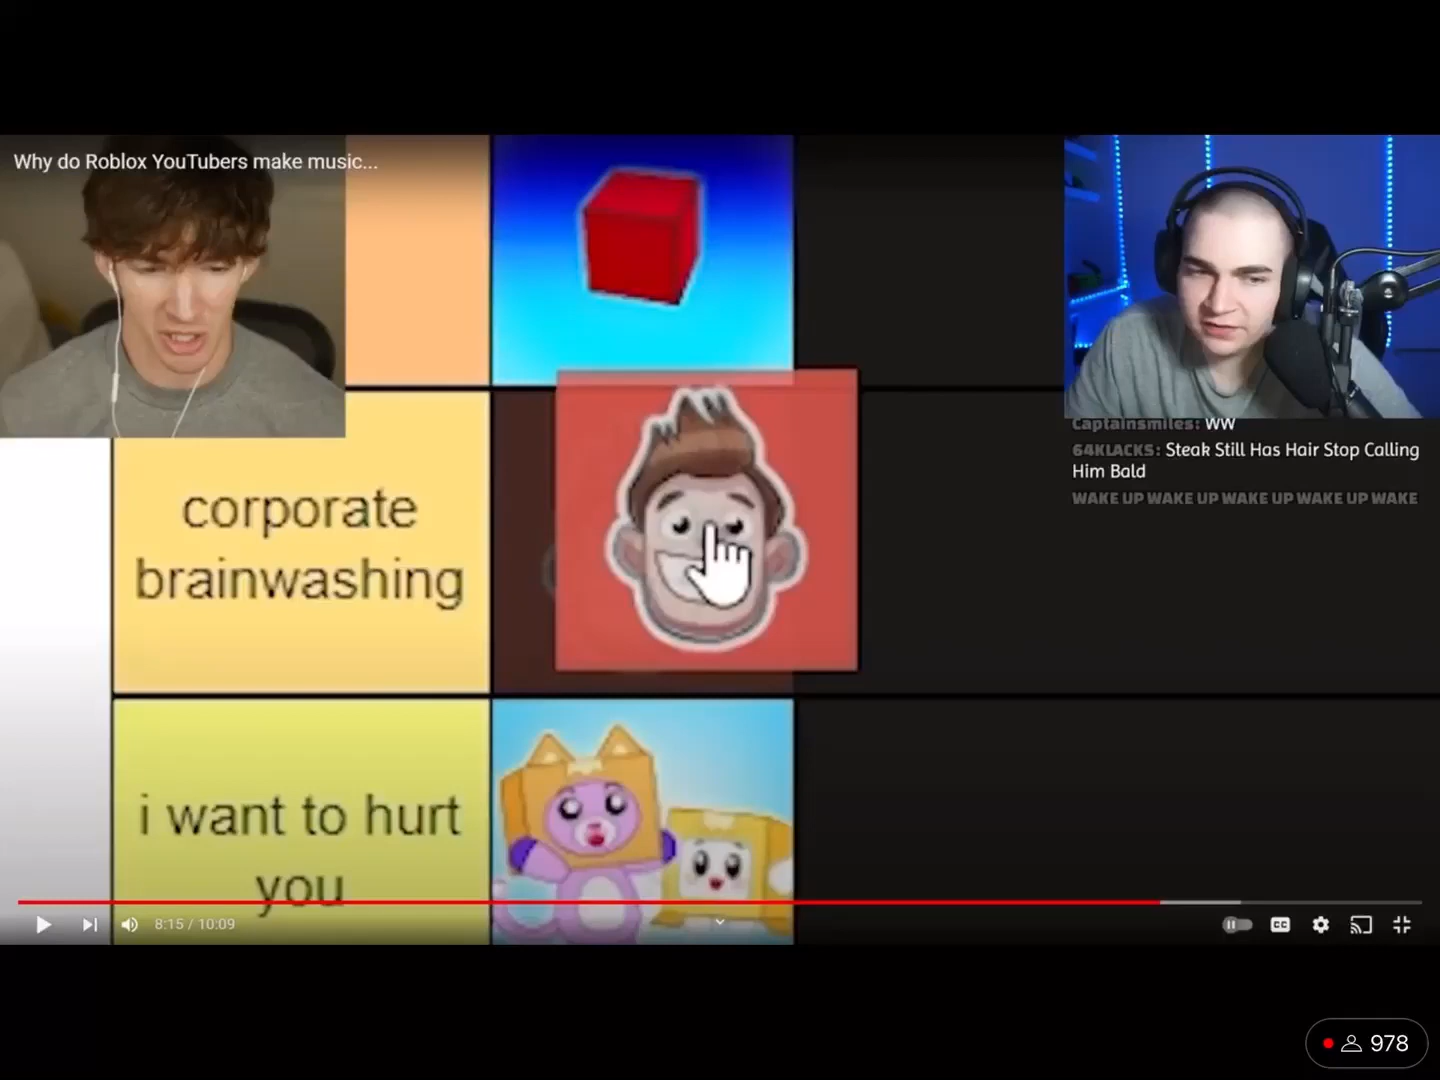 Why do Roblox YouTubers make music...
Captainsmiles: WW
64KLACKS: Steak Still Has Hair Stop Calling
Him Bald
WAKE UP WAKE UP WAKE UP WAKE UP WAKE
corporate
brainwashing
i want to hurt
you
8:15 / 10:09
CC
978